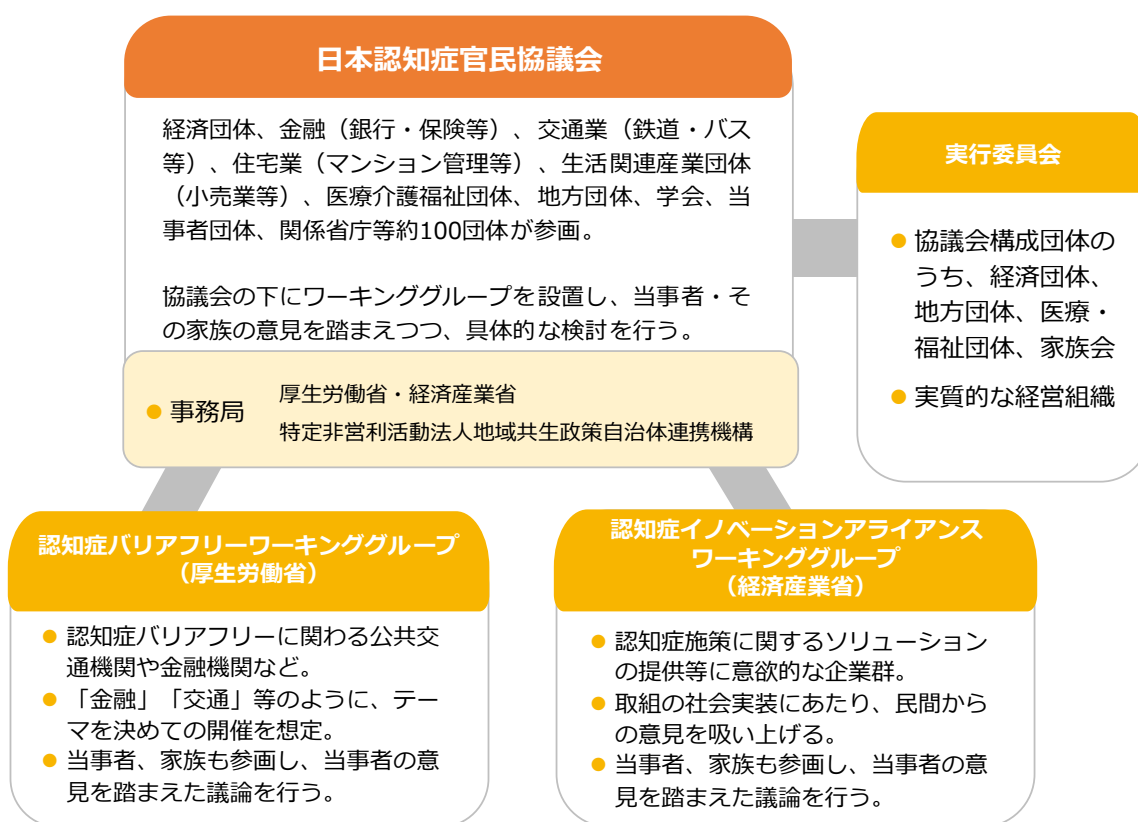 日本認知症官民協議会
経済団体、金融（銀行・保険等）、交通業（鉄道・バス
等）、住宅業（マンション管理等）、生活関連産業団体
（小売業等）、医療介護福祉団体、地方団体、学会、当
事者団体、関係省庁等約100団体が参画。
協議会の下にワーキンググループを設置し、当事者・そ
の家族の意見を踏まえつつ、具体的な検討を行う。
● 事務局
厚生労働省・経済産業省
特定非営利活動法人地域共生政策自治体連携機構
実行委員会
● 協議会構成団体の
うち、経済団体、
地方団体、医療・
福祉団体、家族会
● 実質的な経営組織
認知症バリアフリーワーキンググループ
（厚生労働省）
● 認知症バリアフリーに関わる公共交
通機関や金融機関など。
● 「金融」「交通」等のように、テー
マを決めての開催を想定。
● 当事者、家族も参画し、当事者の意
見を踏まえた議論を行う。
認知症イノベーションアライアンス
ワーキンググループ
（経済産業省）
● 認知症施策に関するソリューション
の提供等に意欲的な企業群。
● 取組の社会実装にあたり、民間から
の意見を吸い上げる。
● 当事者、家族も参画し、当事者の意
見を踏まえた議論を行う。